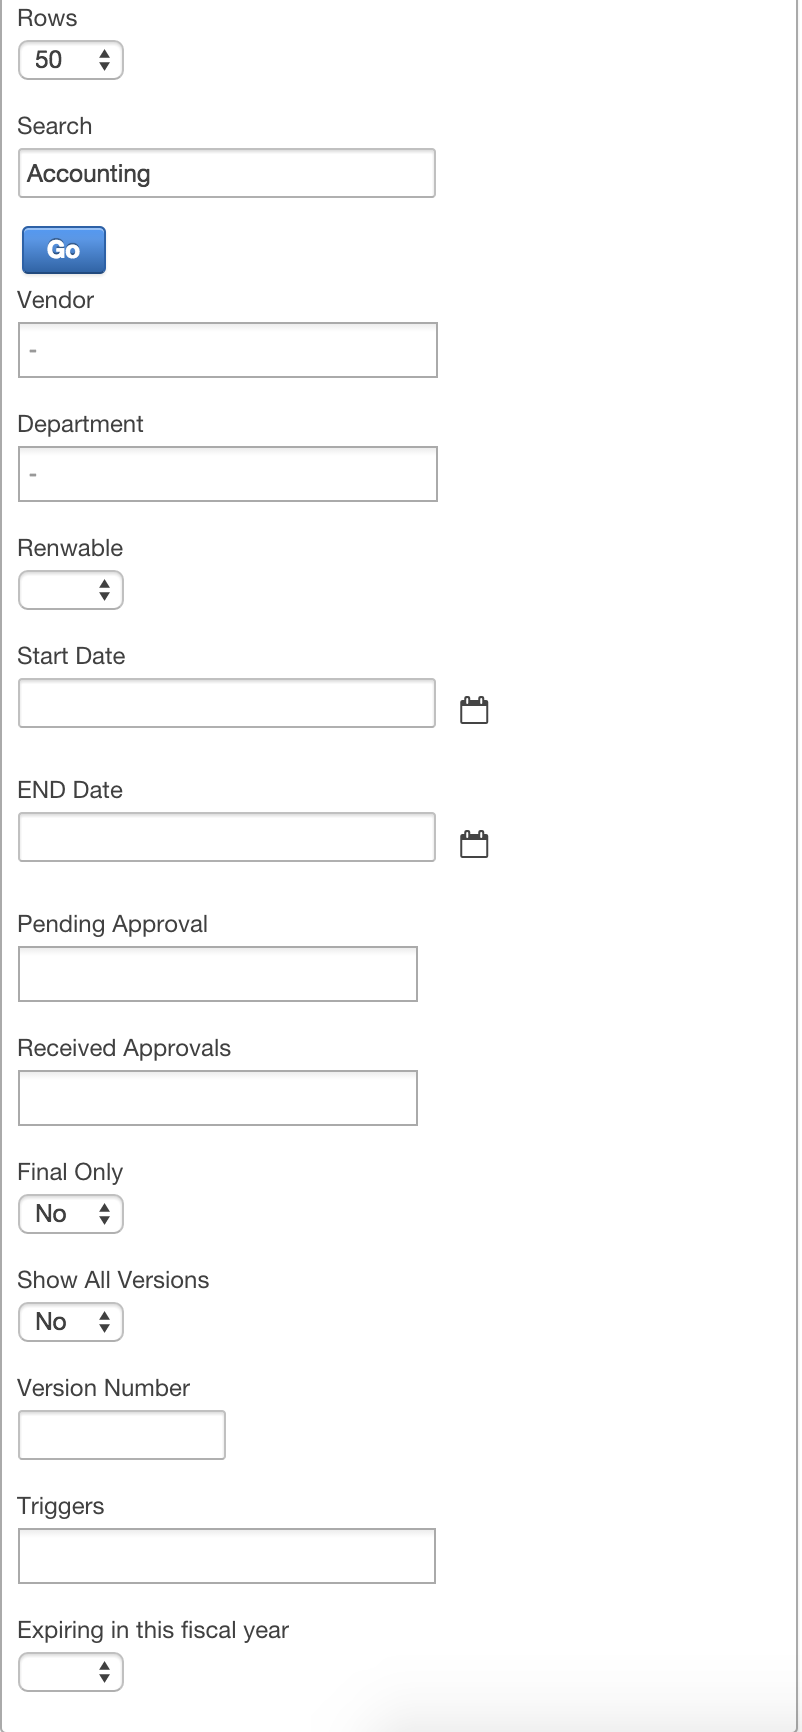 Rows
50
Search
Accounting
Go
Vendor
-
Department
-
Renwable
Start Date
END Date
Pending Approval
Received Approvals
Final Only
No
Show All Versions
No
Version Number
Triggers
Expiring in this fiscal year